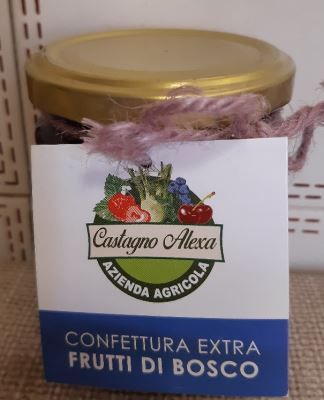 Castagno Alexa
AZIENDA AGRICOLA
CONFETTURA EXTRA
FRUTTI DI BOSCO